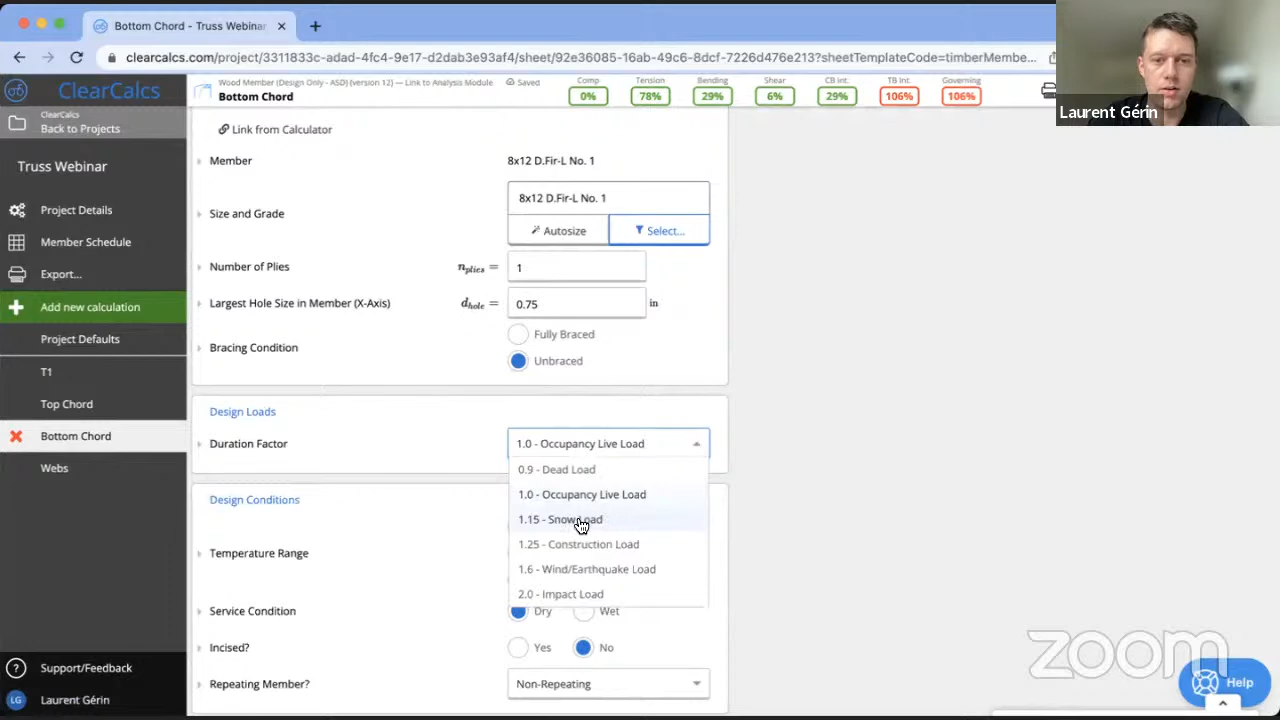 Bottom Chord - Truss Webinar
clearcalcs.com/project/3311833c-adad-4fc4-9e17-d2dab3e93af4/sheet/92e36085-16ab-49c6-8dcf-7226d476e213?sheetTemplateCode=timberMembe...
Laurent Gérin
ClearCalcs
ClearCalcs
Back to Projects
Truss Webinar
Project Details
Member Schedule
Export...
Add new calculation
Project Defaults
T1
Top Chord
Bottom Chord
Webs
Support/Feedback
LG
Laurent Gérin
Wood Member (Design Only - ASD) (version 12) — Link to Analysis Module
Saved
Bottom Chord
Comp
0%
Tension
78%
Bending
29%
Shear
6%
CB Int.
29%
TB Int.
106%
Governing
106%
Link from Calculator
Member
8x12 D.Fir-L No. 1
Size and Grade
8x12 D.Fir-L No. 1
Autosize
Select...
Number of Plies
nplies =
1
Largest Hole Size in Member (X-Axis)
dhole =
0.75
in
Bracing Condition
Fully Braced
Unbraced
Design Loads
Duration Factor
1.0 - Occupancy Live Load
0.9 - Dead Load
1.0 - Occupancy Live Load
1.15 - Snow Load
1.25 - Construction Load
1.6 - Wind/Earthquake Load
2.0 - Impact Load
Design Conditions
Temperature Range
Service Condition
Dry
Wet
Incised?
Yes
No
Repeating Member?
Non-Repeating
zoom
Help